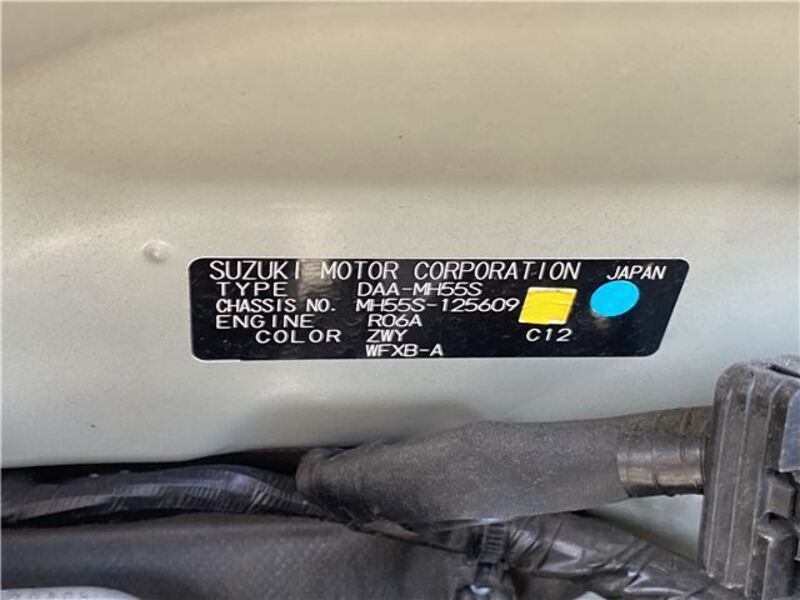 SUZUKI MOTOR CORPORATION JAPAN
TYPE DAA-MH55S
CHASSIS NO. MH55S-125609
ENGINE R06A
COLOR ZWY C12
WFXB-A